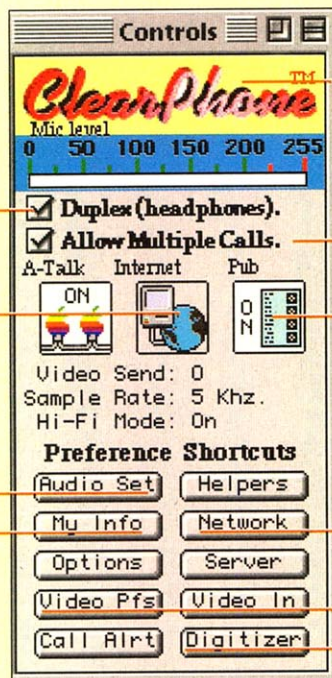 Controls
ClearPhone™
Mic level
0 50 100 150 200 255
Duplex (headphones).
Allow Multiple Calls.
A-Talk Internet Pub
ON ON
Video Send: 0
Sample Rate: 5 Khz.
Hi-Fi Mode: On
Preference Shortcuts
Audio Set Helpers
My Info Network
Options Server
Video Pfs Video In
Call Alrt Digitizer